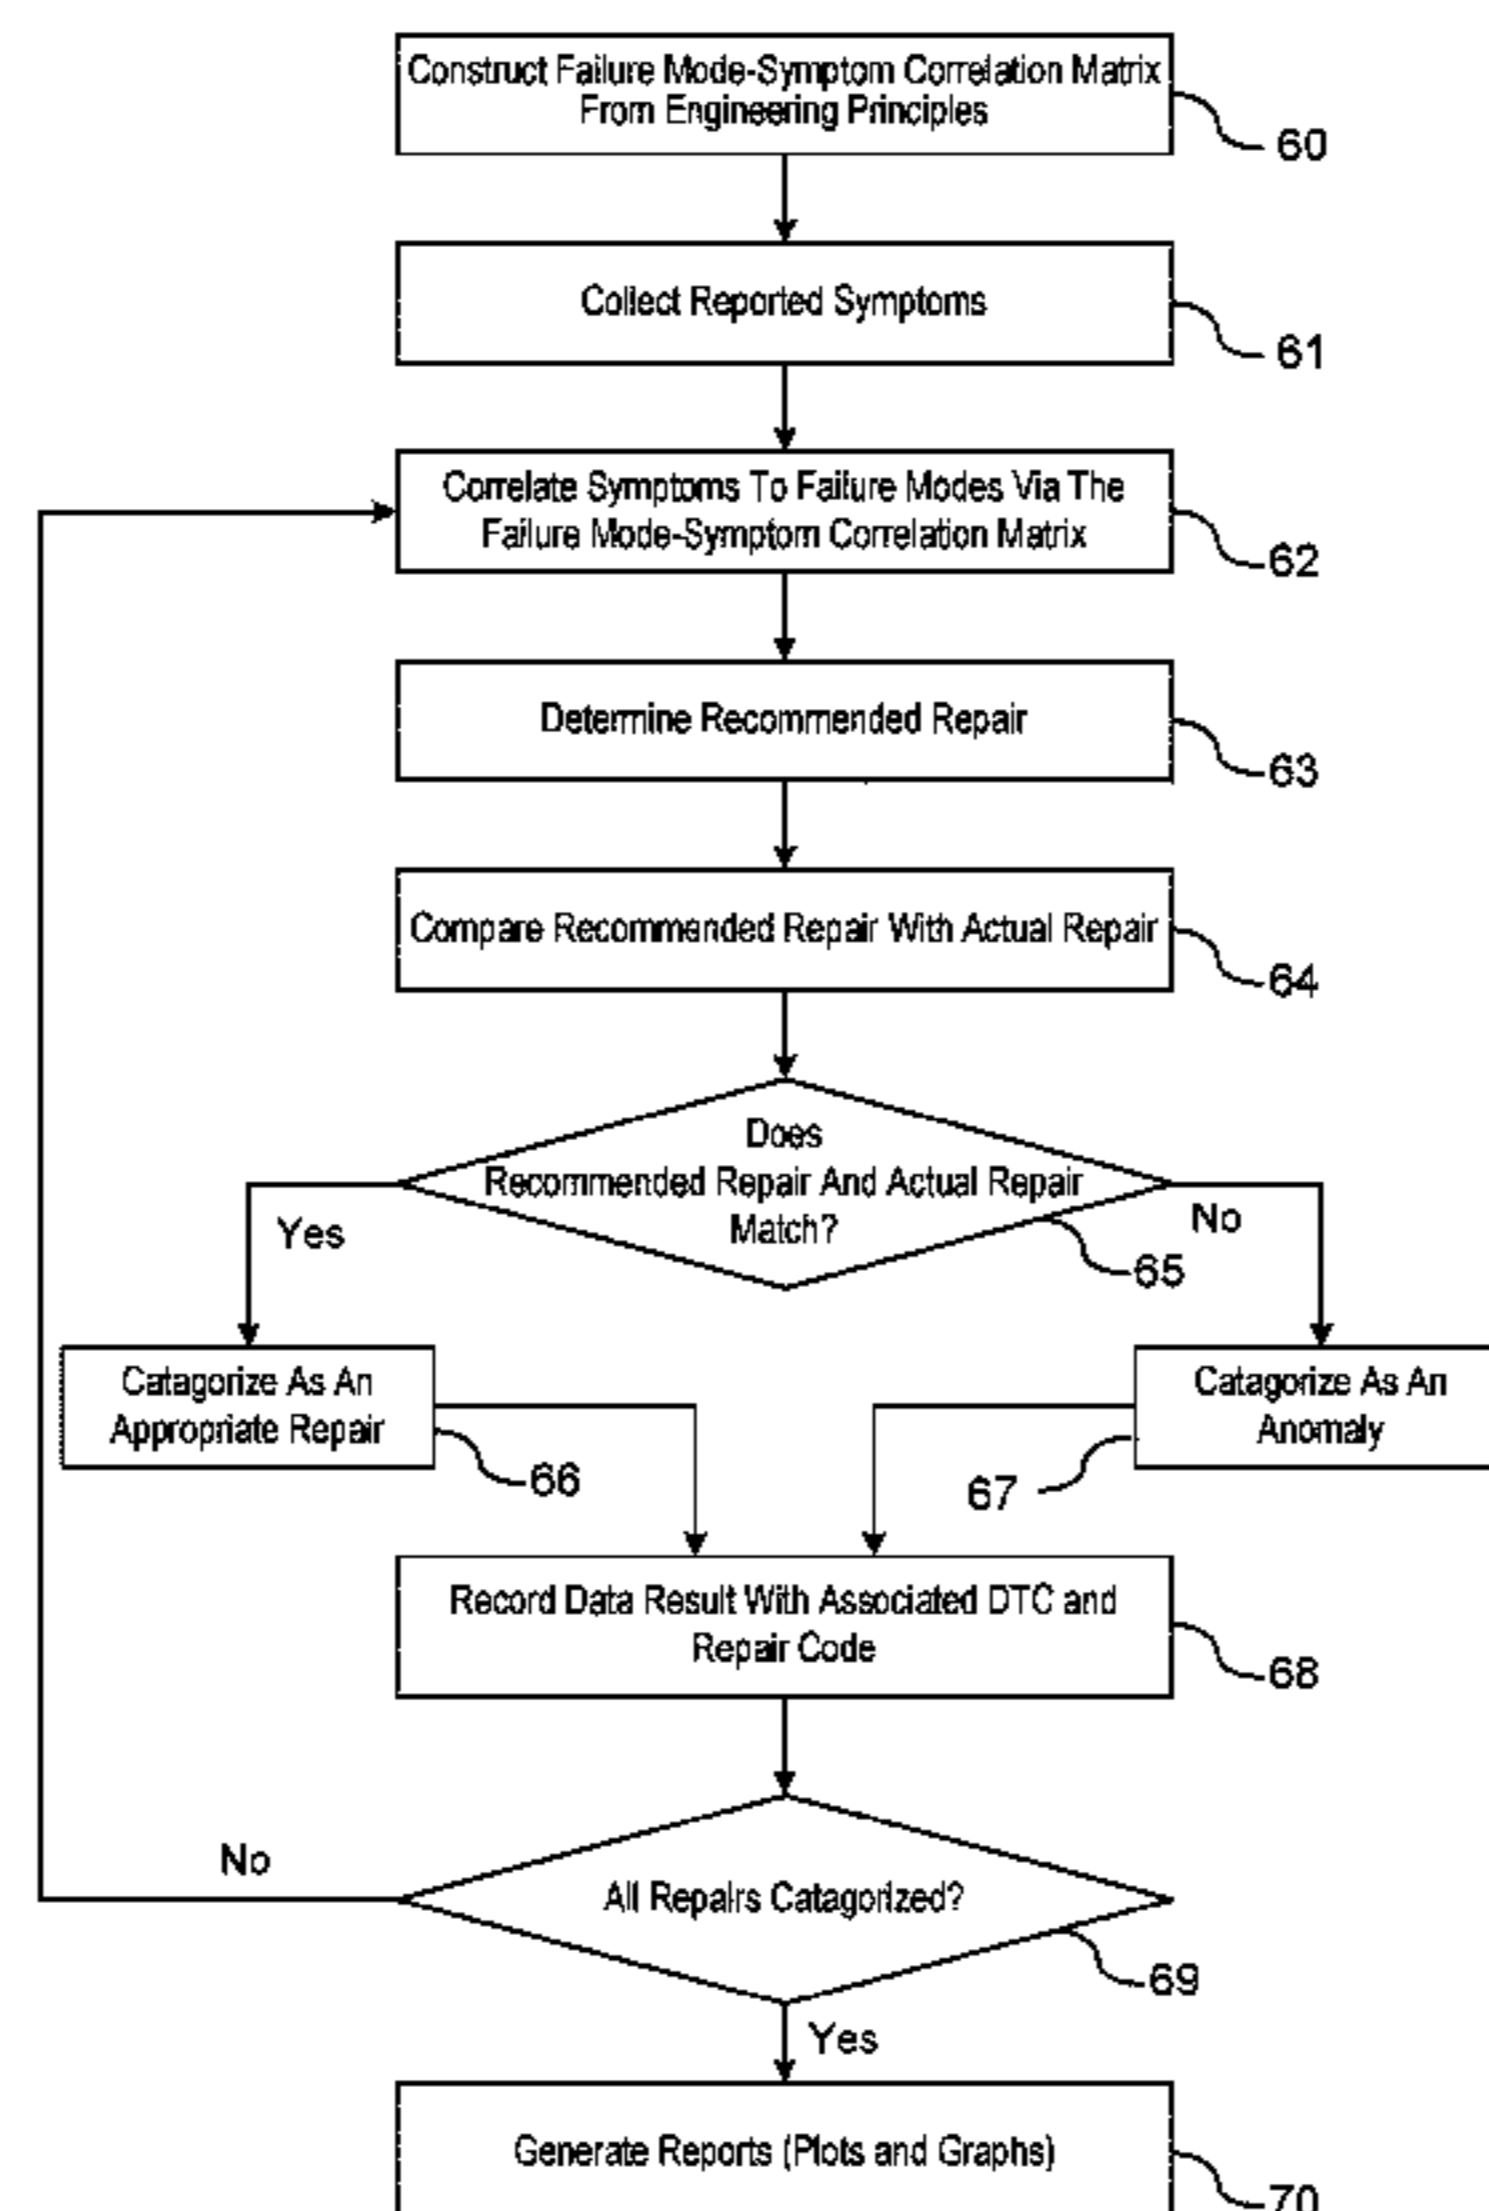 Construct Failure Mode-Symptom Correlation Matrix
From Engineering Principles
60
Collect Reported Symptoms
61
Correlate Symptoms To Failure Modes Via The
Failure Mode-Symptom Correlation Matrix
62
Determine Recommended Repair
63
Compare Recommended Repair With Actual Repair
64
Does
Recommended Repair And Actual Repair
Match?
65
Yes
No
Catagorize As An
Appropriate Repair
66
Catagorize As An
Anomaly
67
Record Data Result With Associated DTC and
Repair Code
68
All Repairs Catagorized?
69
No
Yes
Generate Reports (Plots and Graphs)
70